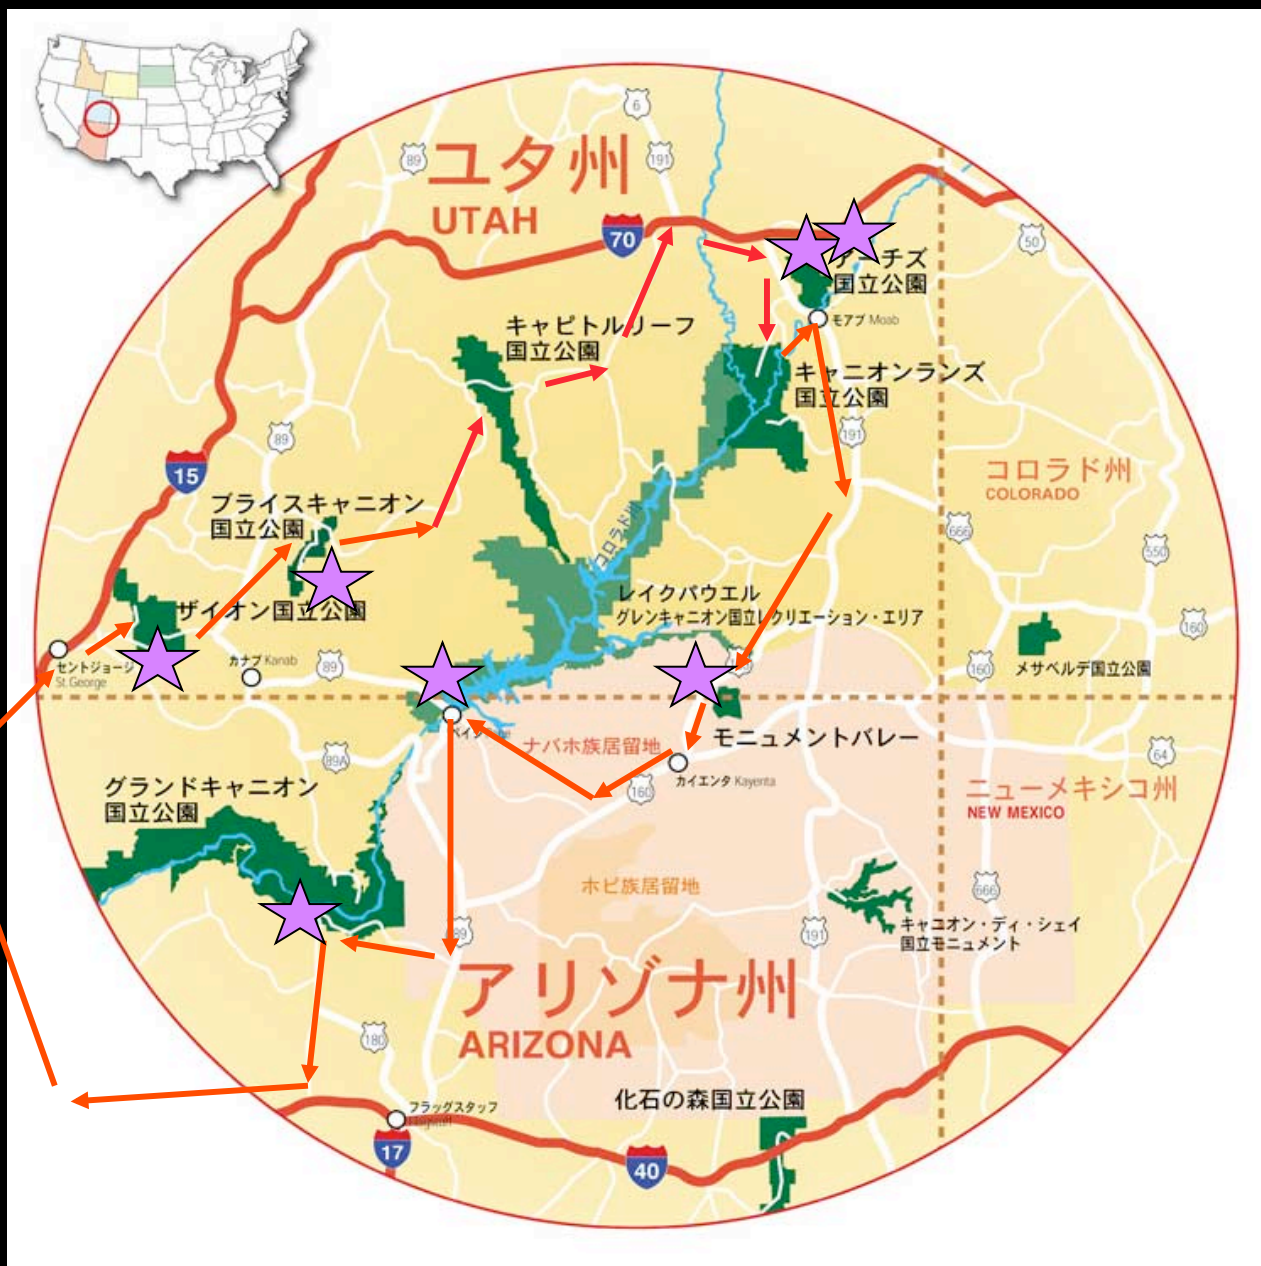 6
89
191
ユタ州
UTAH
70
50
アーチズ
国立公園
モアブ Moab
キャピトルリーフ
国立公園
キャニオンランズ
国立公園
191
89
15
コロラド州
COLORADO
ブライスキャニオン
国立公園
コロラド川
666
550
レイクパウエル
グレンキャニオン国立レクリエーション・エリア
ザイオン国立公園
160
セントジョージ
St.George
カナブ Kanab
89
160
メサベルデ国立公園
ナバホ族居留地
モニュメントバレー
89A
64
カイエンタ Kayenta
160
グランドキャニオン
国立公園
ニューメキシコ州
NEW MEXICO
ホピ族居留地
666
89
191
キャニオン・ディ・シェイ
国立モニュメント
アリゾナ州
ARIZONA
180
化石の森国立公園
フラッグスタッフ
Flagstaff
17
40